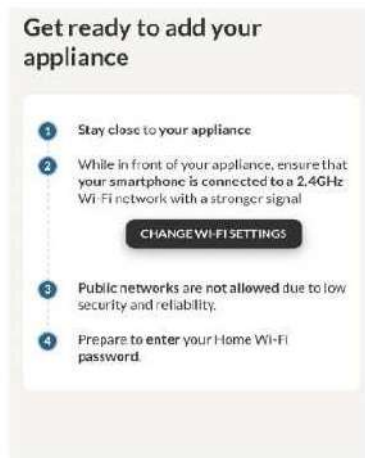 Get ready to add your
appliance
1 Stay close to your appliance
2 While in front of your appliance, ensure that
your smartphone is connected to a 2,4GHz
Wi-Fi network with a stronger signal
CHANGE WI-FI SETTINGS
3 Public networks are not allowed due to low
security and reliability.
4 Prepare to enter your Home Wi-Fi
password.